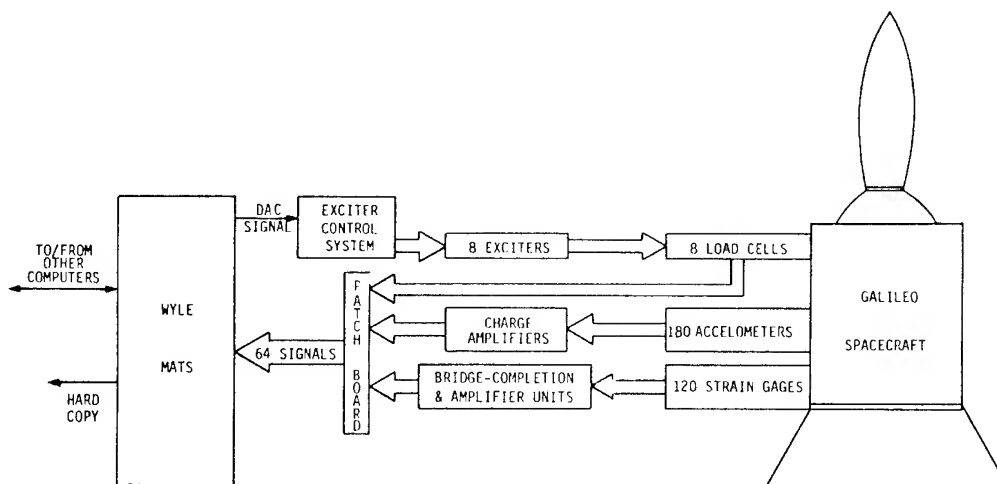 TO/FROM
OTHER
COMPUTERS
HARD
COPY
WYLE
MATS
DAC
SIGNAL
EXCITER
CONTROL
SYSTEM
8 EXCITERS
8 LOAD CELLS
64 SIGNALS
PATCH BOARD
CHARGE
AMPLIFIERS
180 ACCELOMETERS
BRIDGE-COMPLETION
& AMPLIFIER UNITS
120 STRAIN GAGES
GALILEO
SPACECRAFT